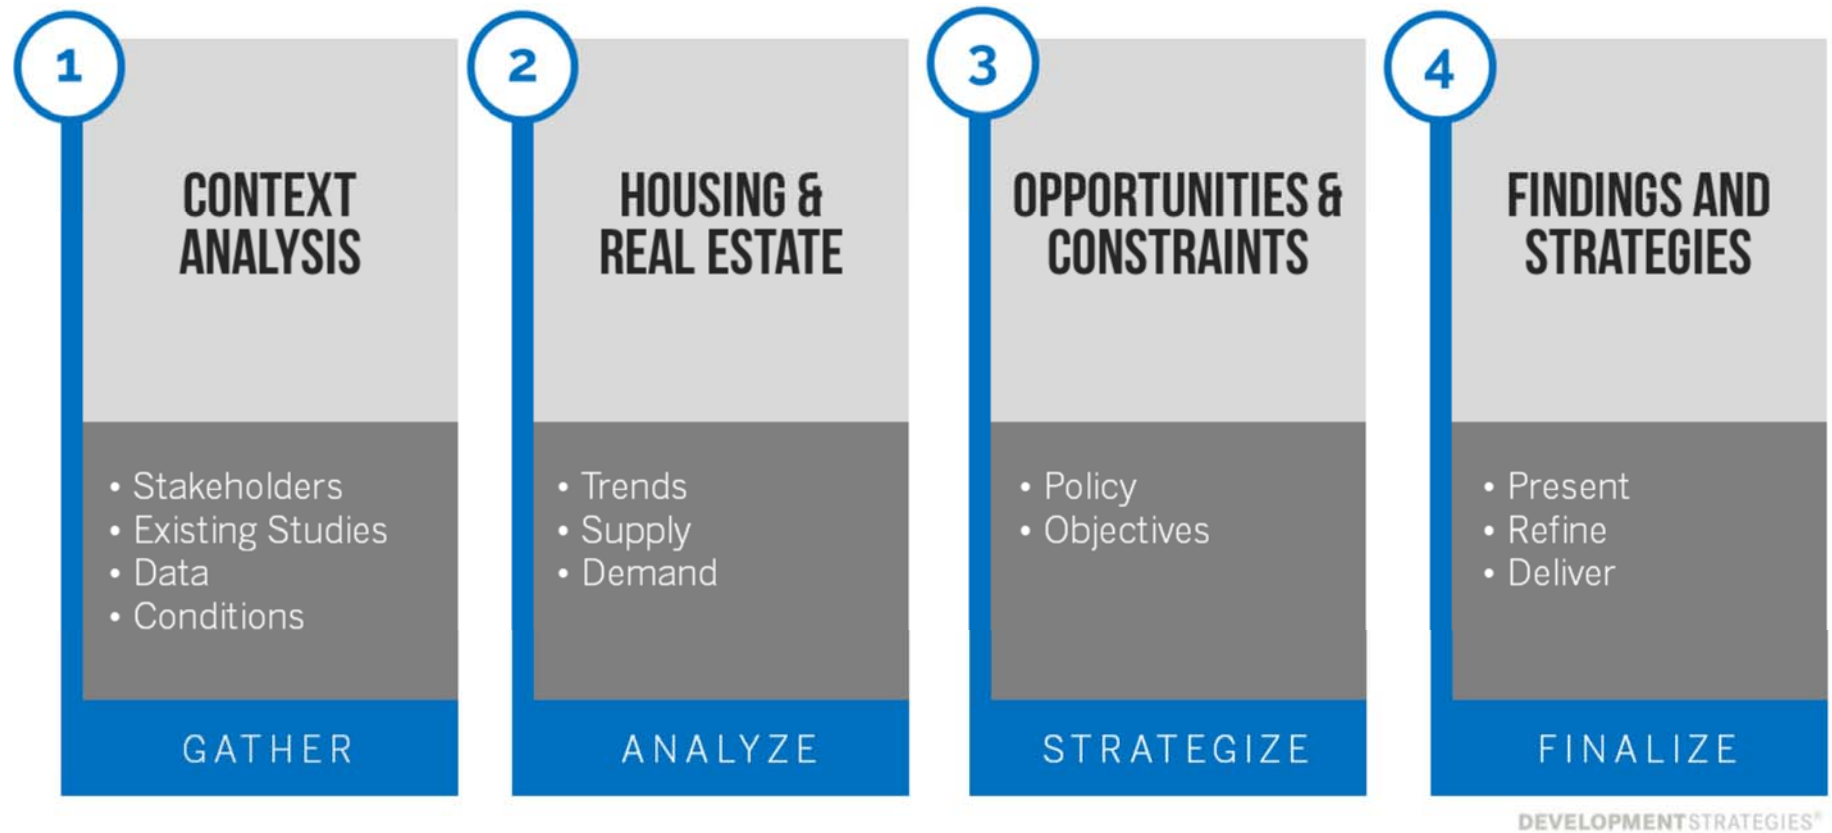 1
CONTEXT
ANALYSIS
• Stakeholders
• Existing Studies
• Data
• Conditions
GATHER
2
HOUSING &
REAL ESTATE
• Trends
• Supply
• Demand
ANALYZE
3
OPPORTUNITIES &
CONSTRAINTS
• Policy
• Objectives
STRATEGIZE
4
FINDINGS AND
STRATEGIES
• Present
• Refine
• Deliver
FINALIZE
DEVELOPMENTSTRATEGIES®